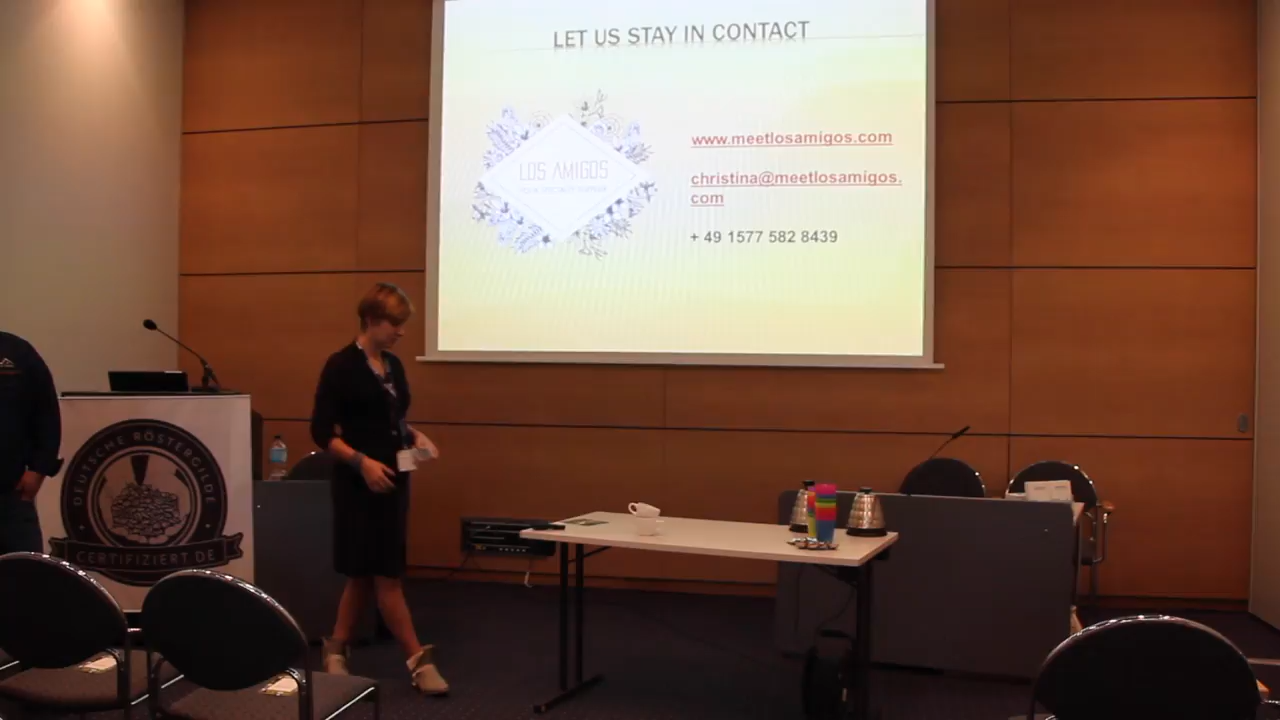 LET US STAY IN CONTACT
LOS AMIGOS
www.meetlosamigos.com
christina@meetlosamigos.
com
+ 49 1577 582 8439
DEUTSCHE RÖSTERGILDE
CERTIFIZIERT.DE